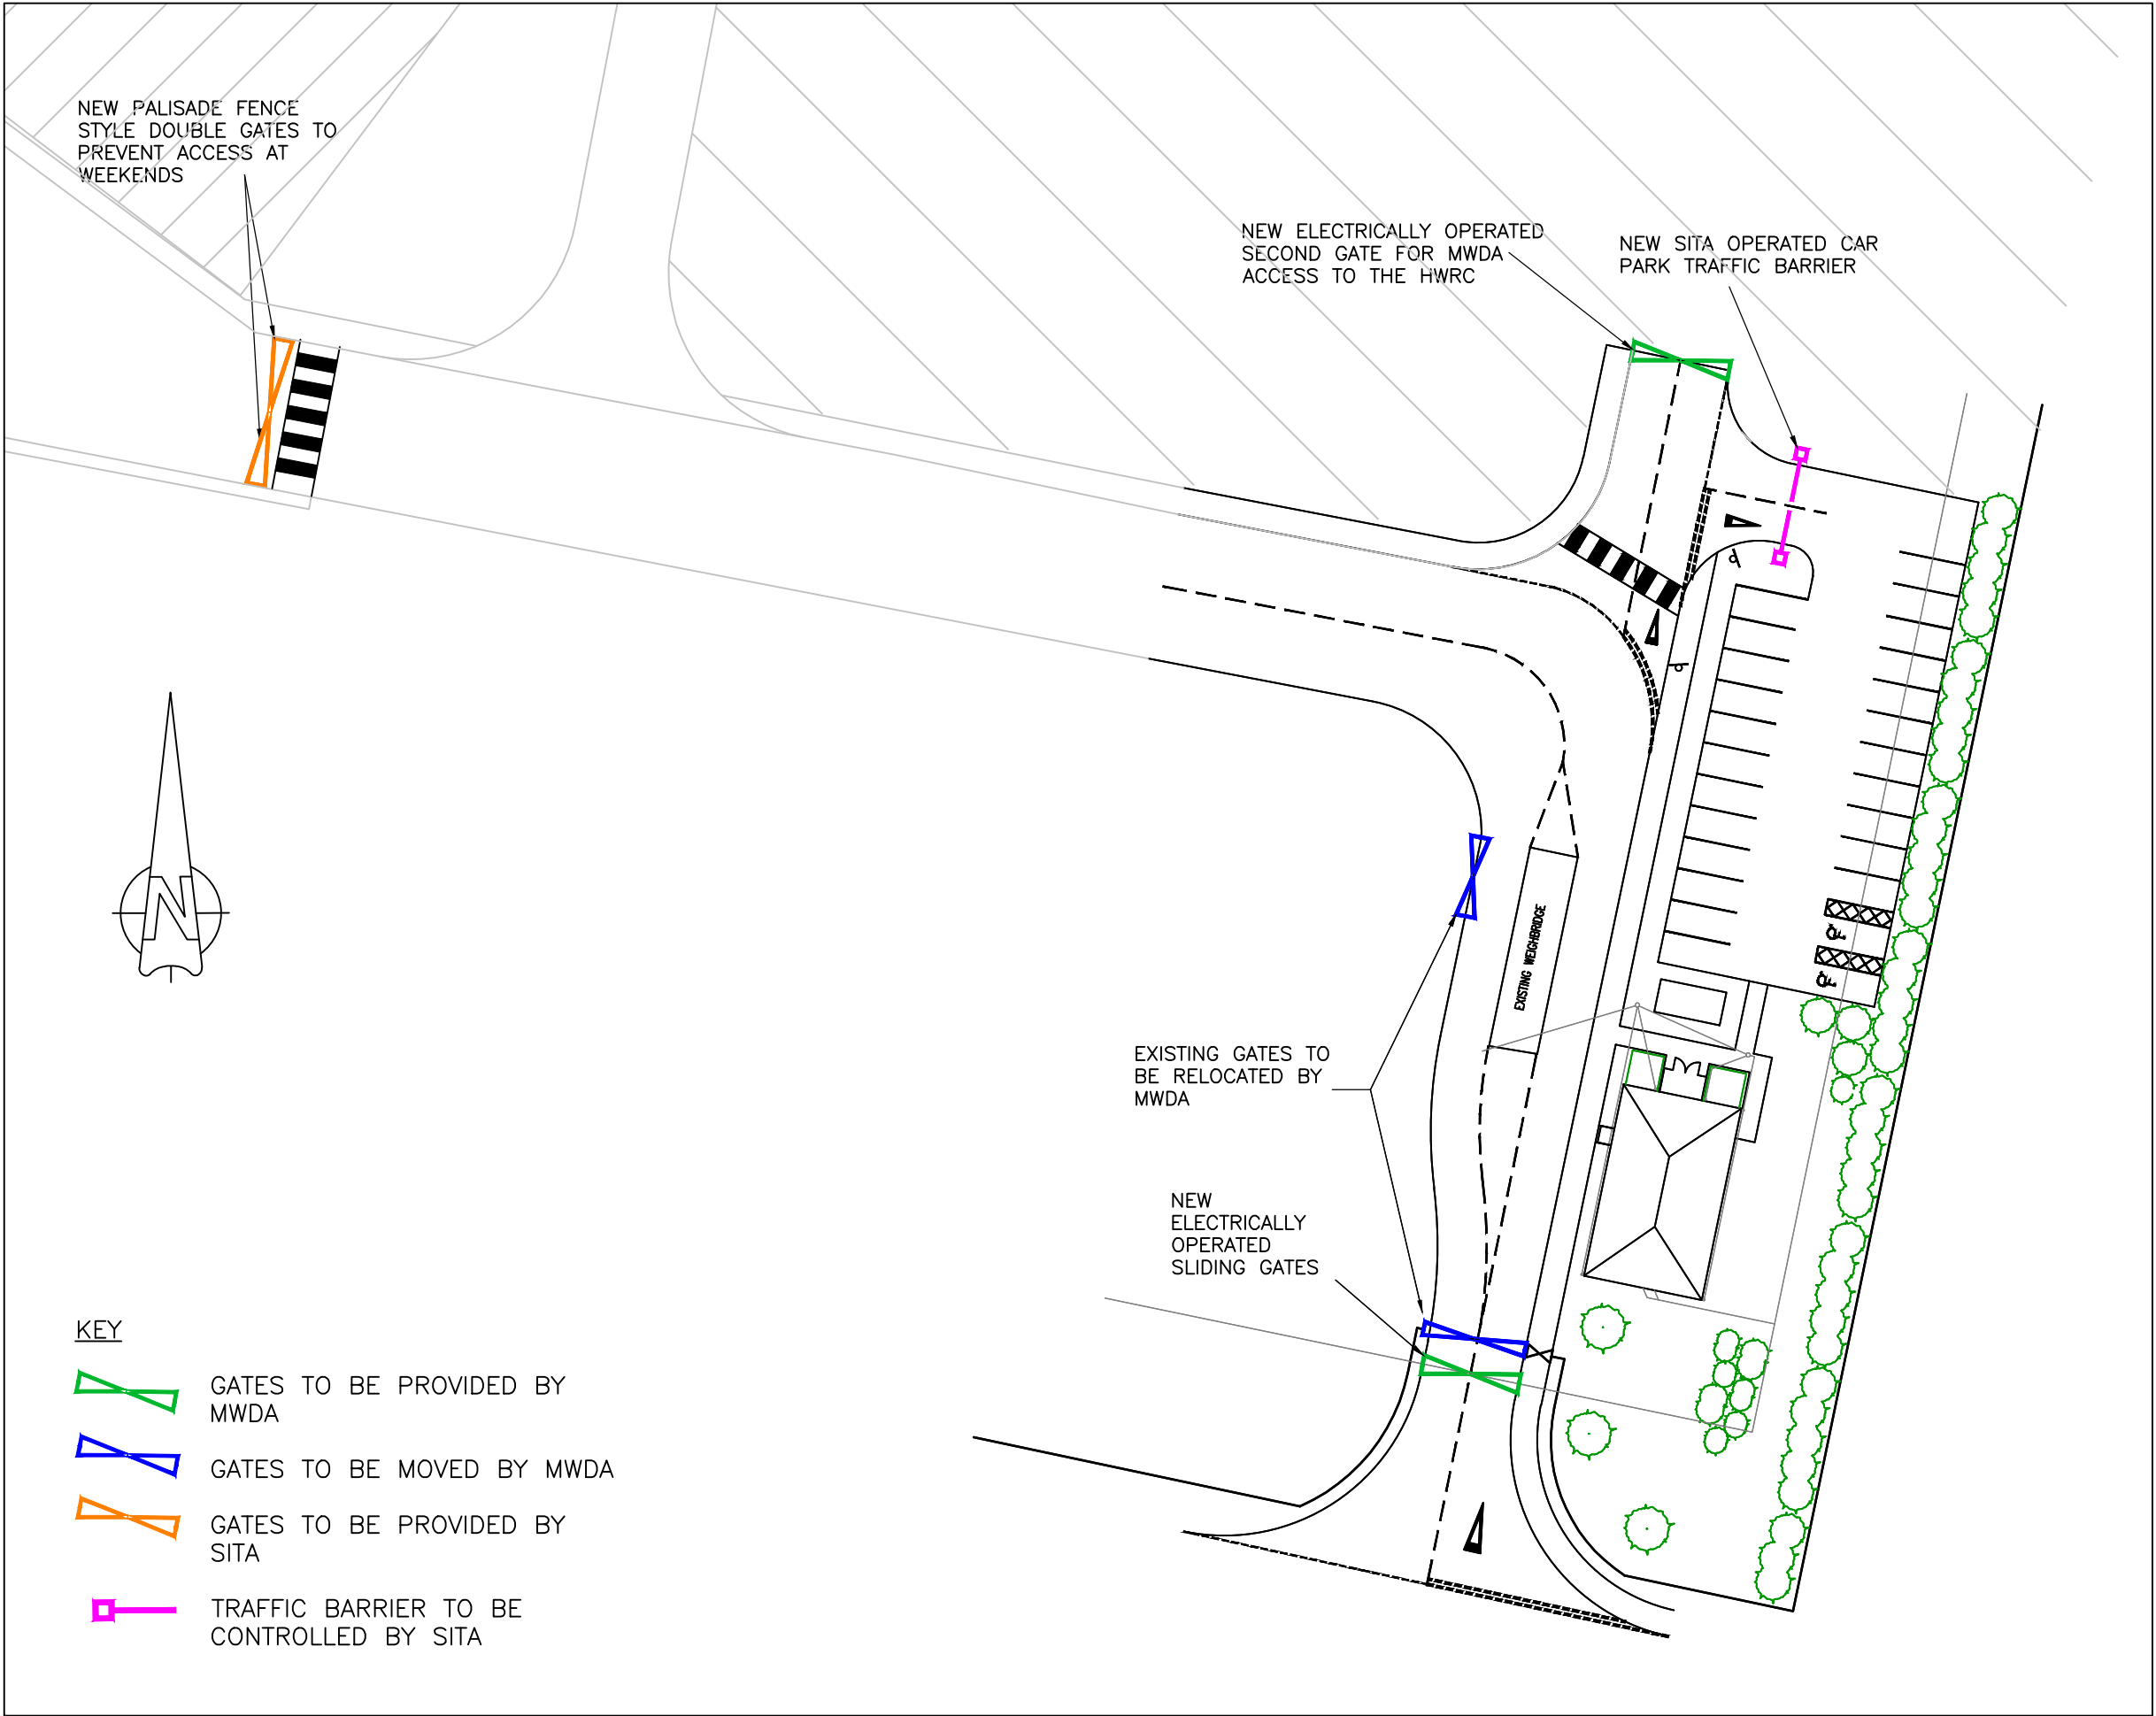 NEW PALISADE FENCE
STYLE DOUBLE GATES TO
PREVENT ACCESS AT
WEEKENDS
NEW ELECTRICALLY OPERATED
SECOND GATE FOR MWDA
ACCESS TO THE HWRC
NEW SITA OPERATED CAR
PARK TRAFFIC BARRIER
N
EXISTING WEIGHBRIDGE
EXISTING GATES TO
BE RELOCATED BY
MWDA
NEW
ELECTRICALLY
OPERATED
SLIDING GATES
KEY
GATES TO BE PROVIDED BY
MWDA
GATES TO BE MOVED BY MWDA
GATES TO BE PROVIDED BY
SITA
TRAFFIC BARRIER TO BE
CONTROLLED BY SITA